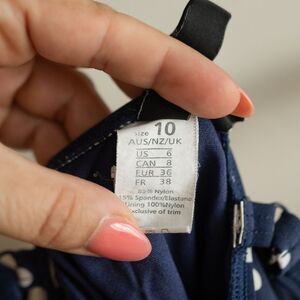 size 10
AUS/NZ/UK
US 6
CAN 8
EUR 36
FR 38
85% Nylon
15% Spandex/Elastane
Lining 100%Nylon
Exclusive of trim